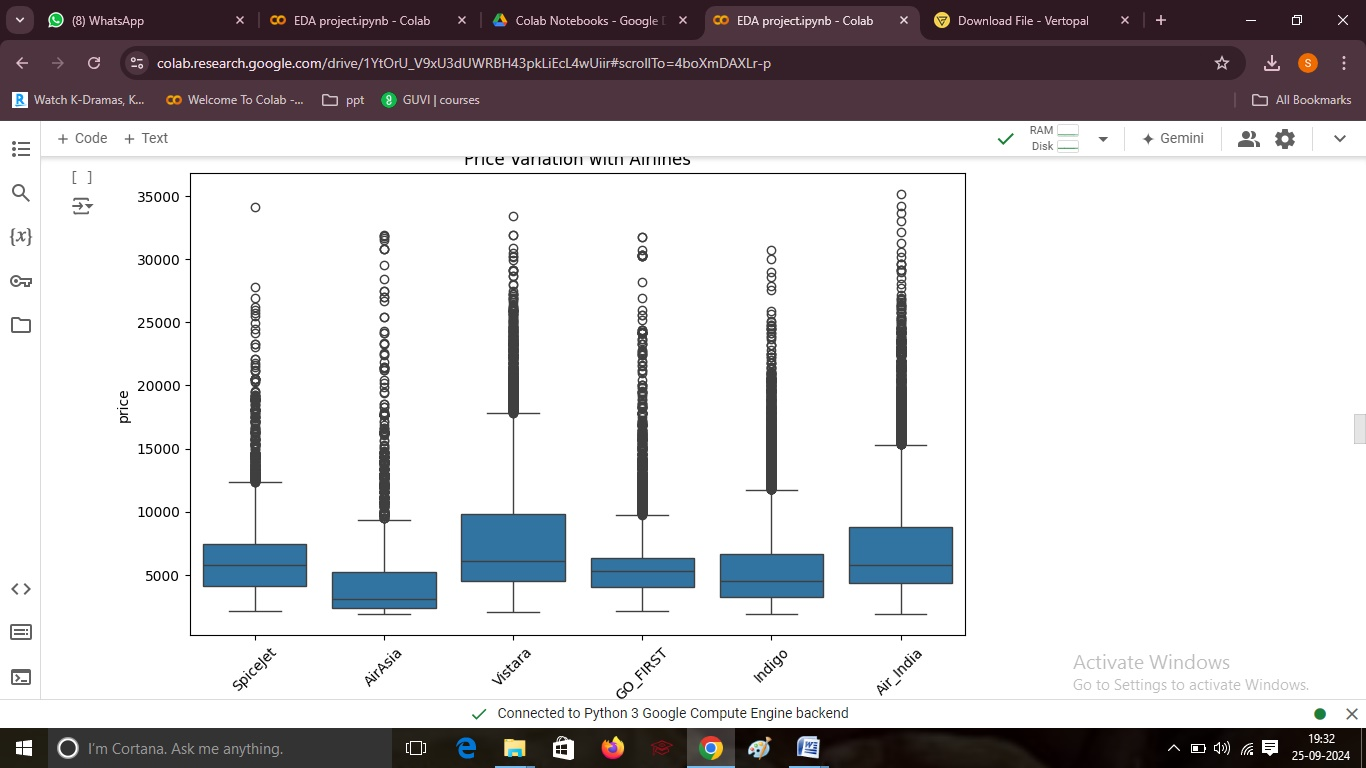 (8) WhatsApp
EDA project.ipynb - Colab
Colab Notebooks - Google
EDA project.ipynb - Colab
Download File - Vertopal
colab.research.google.com/drive/1YtOrU_V9xU3dUWRBH43pkLiEcL4wUiir#scrollTo=4boXmDAXLr-p
S
R Watch K-Dramas, K...
Welcome To Colab -...
ppt
GUVI | courses
All Bookmarks
+ Code + Text
RAM
Disk
Gemini
[ ]
{x}
Price Variation with Airlines
35000
30000
25000
20000
15000
10000
5000
price
SpiceJet
AirAsia
Vistara
GO_FIRST
Indigo
Air_India
Activate Windows
Go to Settings to activate Windows.
Connected to Python 3 Google Compute Engine backend
I'm Cortana. Ask me anything.
19:32
25-09-2024